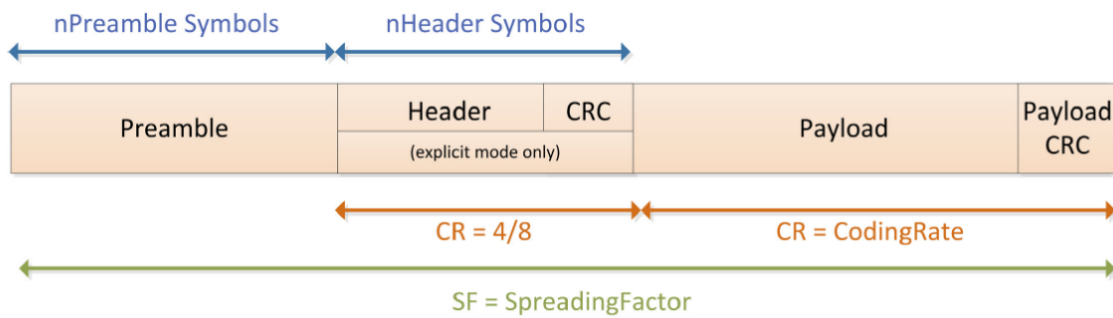 nPreamble Symbols
nHeader Symbols
Preamble
Header
CRC
(explicit mode only)
Payload
Payload
CRC
CR = 4/8
CR = CodingRate
SF = SpreadingFactor